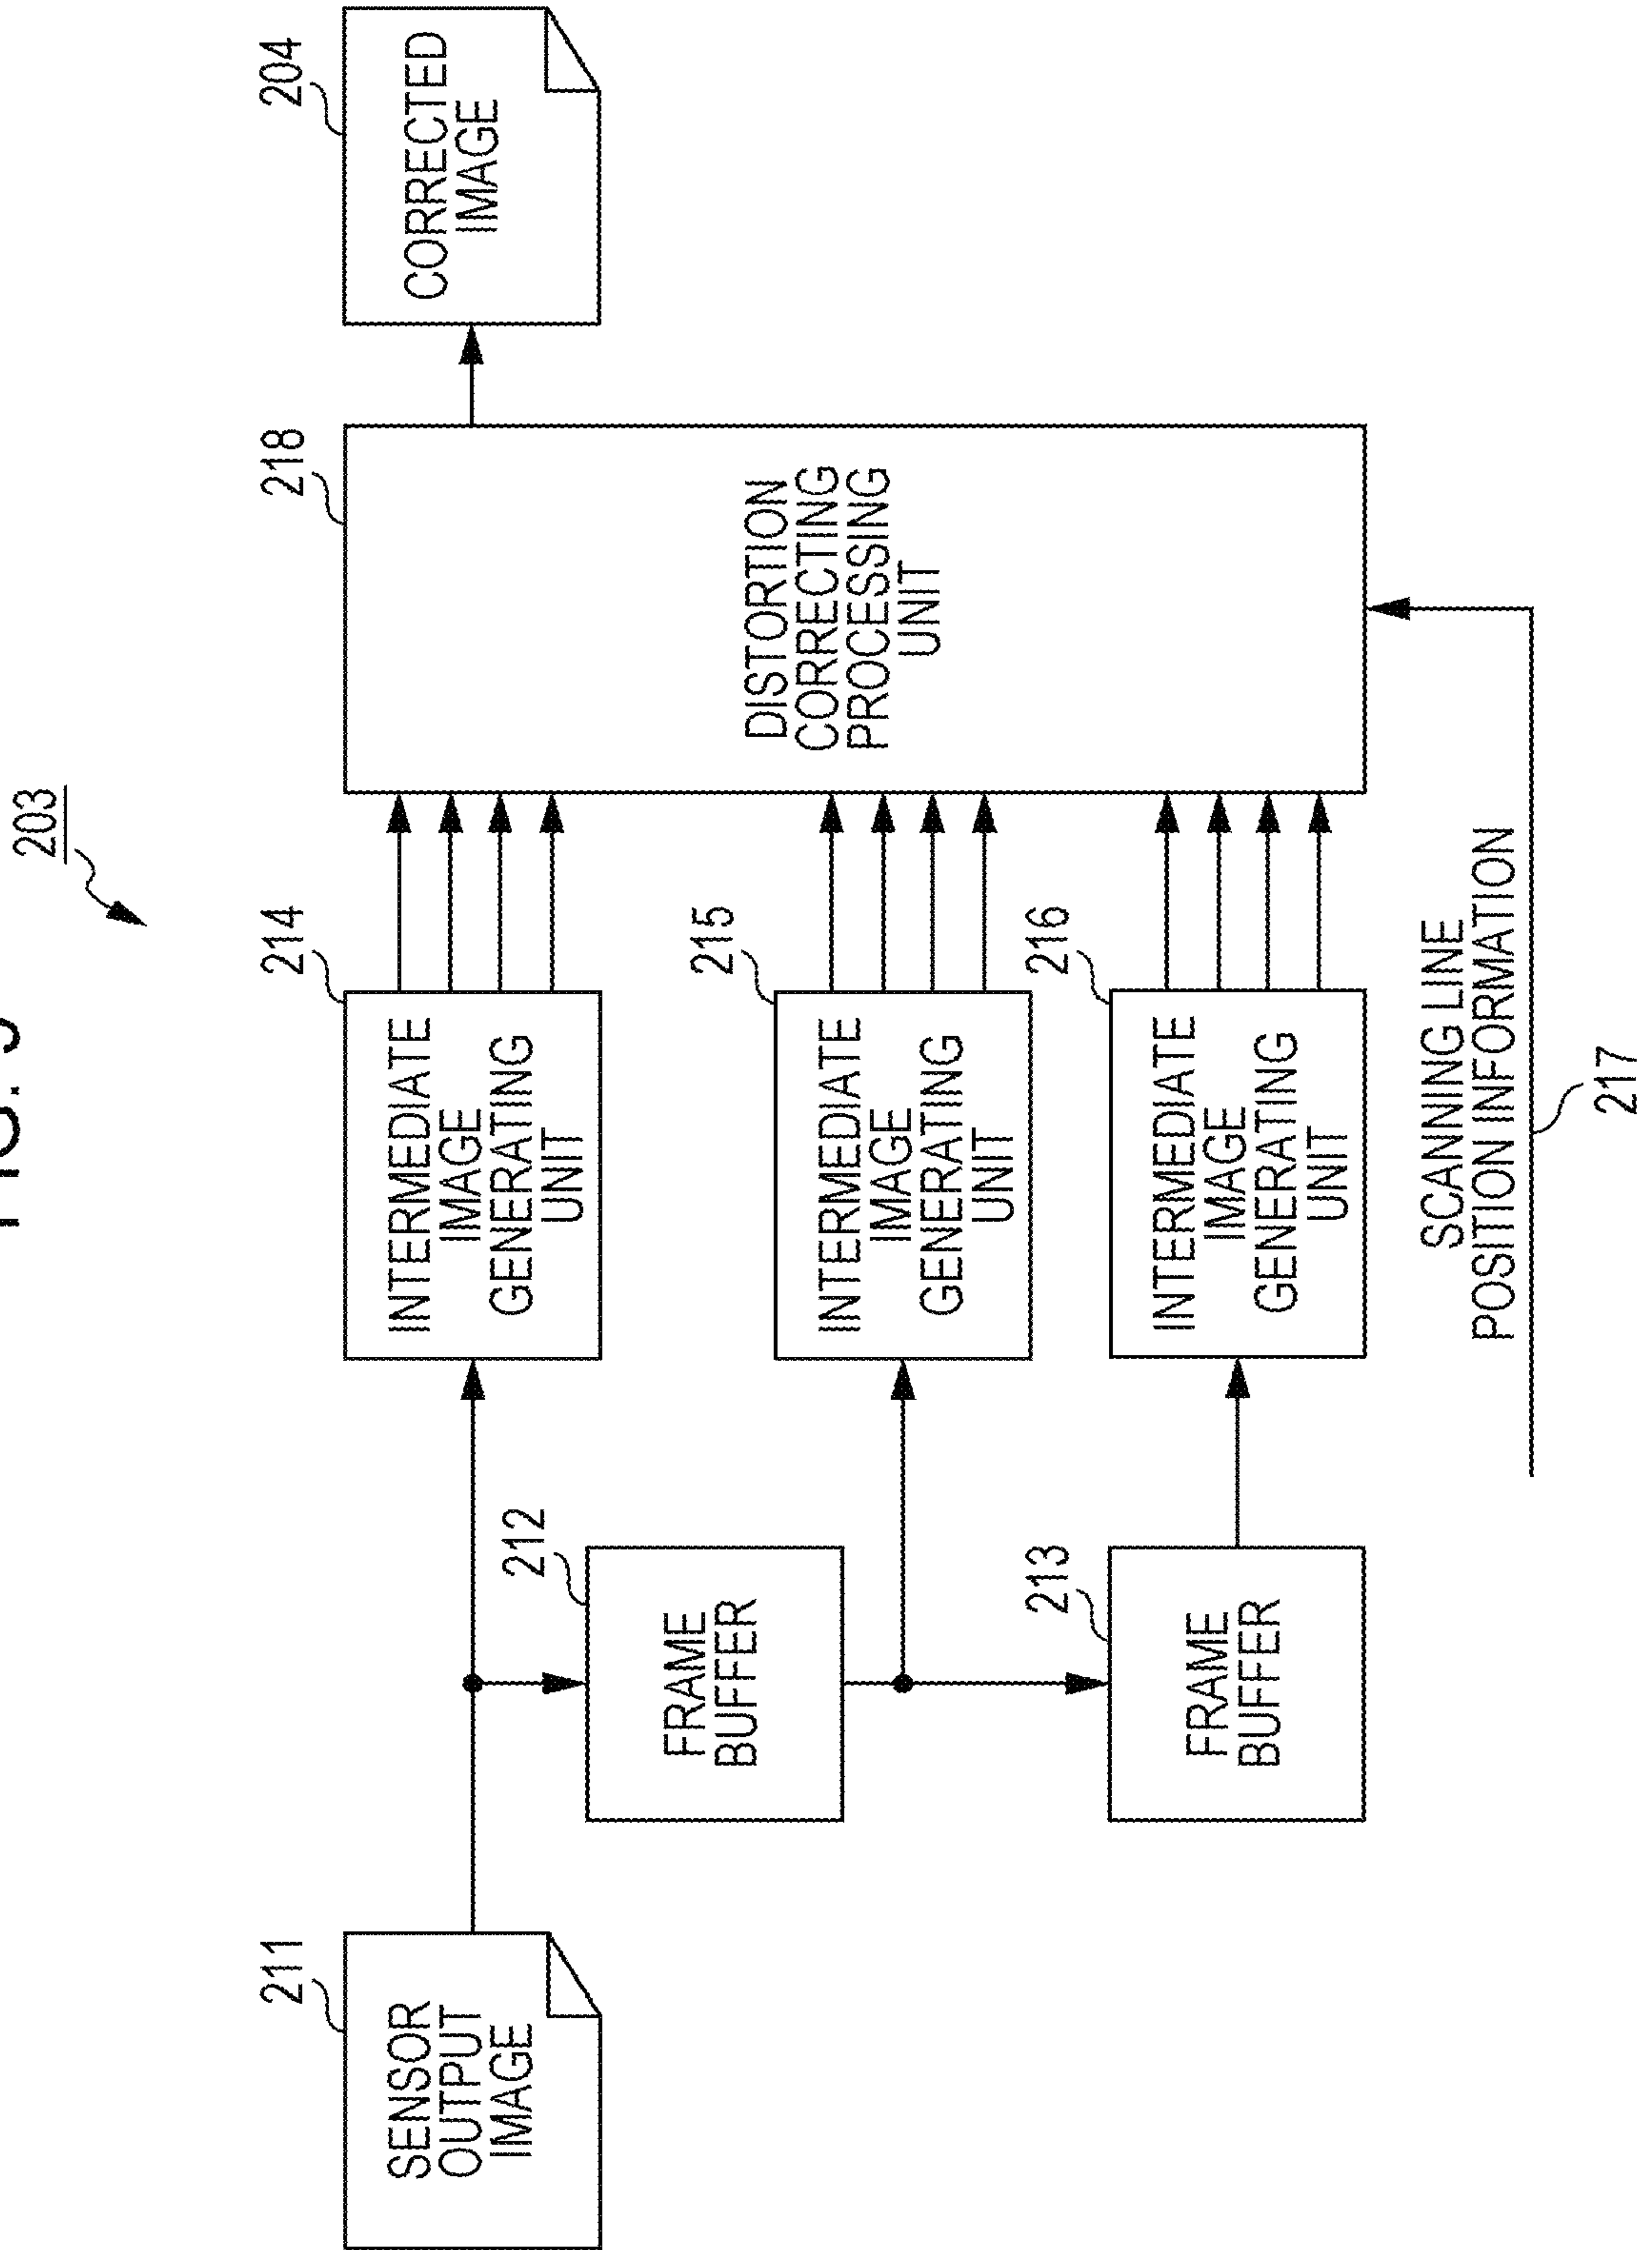 FIG.
203
211
SENSOR
OUTPUT
IMAGE
212
FRAME
BUFFER
213
FRAME
BUFFER
214
INTERMEDIATE
IMAGE
GENERATING
UNIT
215
INTERMEDIATE
IMAGE
GENERATING
UNIT
216
INTERMEDIATE
IMAGE
GENERATING
UNIT
SCANNING LINE
POSITION INFORMATION
217
218
DISTORTION
CORRECTING
PROCESSING
UNIT
204
CORRECTED
IMAGE